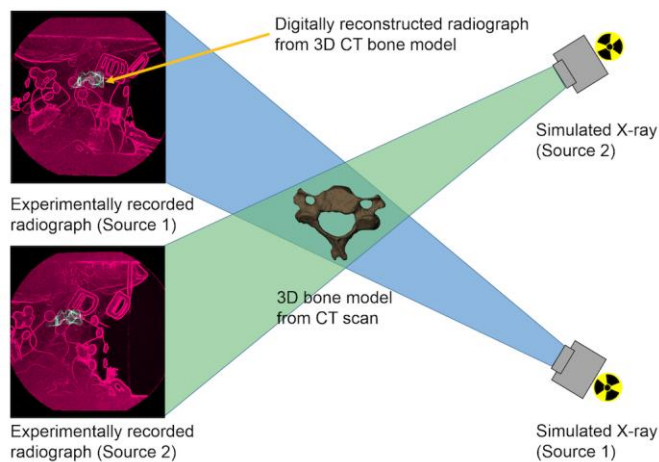 Digitally reconstructed radiograph
from 3D CT bone model
Simulated X-ray
(Source 2)
Experimentally recorded
radiograph (Source 1)
3D bone model
from CT scan
Experimentally recorded
radiograph (Source 2)
Simulated X-ray
(Source 1)